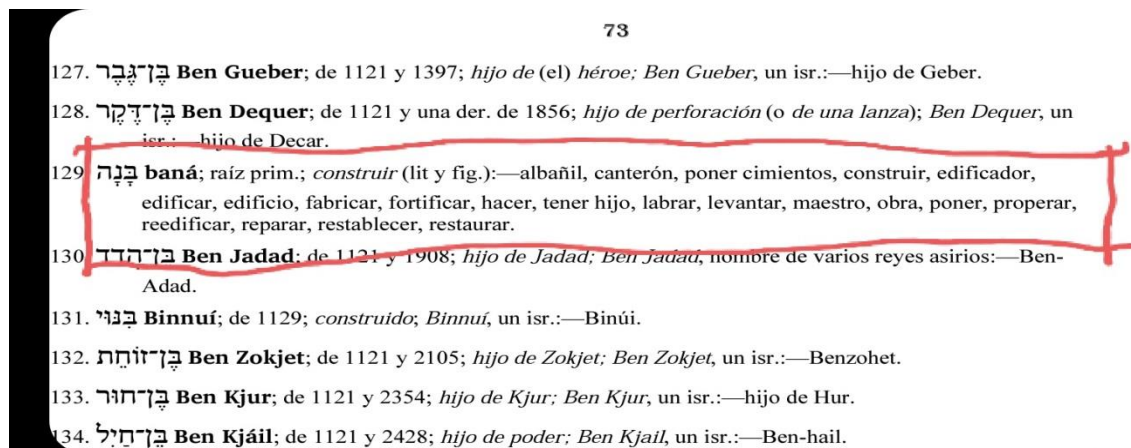 73
127. בֶּן־גֶּבֶר Ben Gueber; de 1121 y 1397; hijo de (el) héroe; Ben Gueber, un isr.:—hijo de Geber.
128. בֶּן־דֶּקֶר Ben Dequer; de 1121 y una der. de 1856; hijo de perforación (o de una lanza); Ben Dequer, un
isr.:—hijo de Decar.
129 בָּנָה baná; raíz prim.; construir (lit y fig.):—albañil, canterón, poner cimientos, construir, edificador,
edificar, edificio, fabricar, fortificar, hacer, tener hijo, labrar, levantar, maestro, obra, poner, properar,
reedificar, reparar, restablecer, restaurar.
130 בֶּן־הֲדַד Ben Jadad; de 1121 y 1908; hijo de Jadad; Ben Jadad, nombre de varios reyes asirios:—Ben-
Adad.
131. בִּנּוּי Binnuí; de 1129; construido; Binnuí, un isr.:—Binúi.
132. בֶּן־זוֹחֵת Ben Zokjet; de 1121 y 2105; hijo de Zokjet; Ben Zokjet, un isr.:—Benzohet.
133. בֶּן־חוּר Ben Kjur; de 1121 y 2354; hijo de Kjur; Ben Kjur, un isr.:—hijo de Hur.
134. בֶּן־חַיִל Ben Kjáil; de 1121 y 2428; hijo de poder; Ben Kjail, un isr.:—Ben-hail.